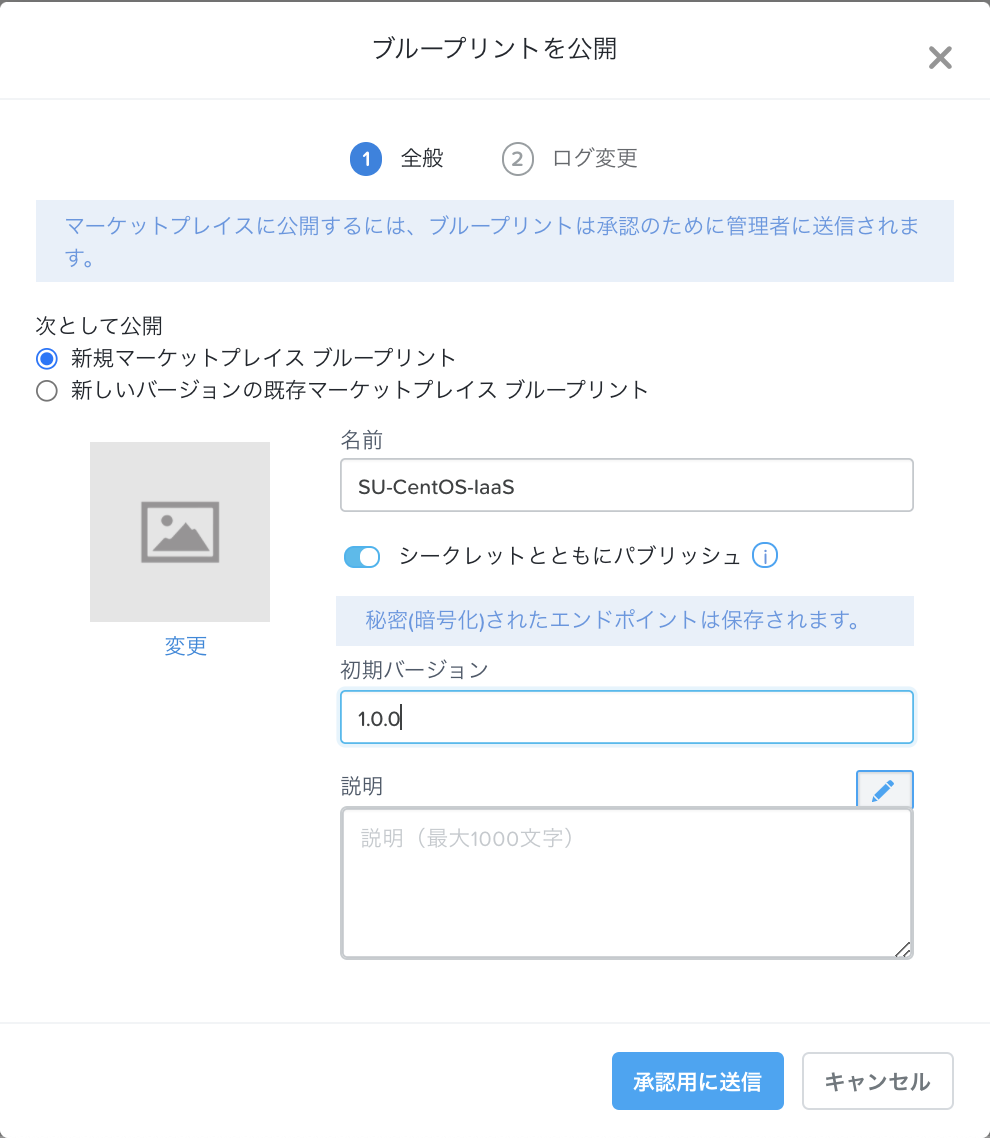 ブループリントを公開
1 全般 2 ログ変更
マーケットプレイスに公開するには、ブループリントは承認のために管理者に送信されま
す。
次として公開
新規マーケットプレイス ブループリント
新しいバージョンの既存マーケットプレイス ブループリント
変更
名前
SU-CentOS-IaaS
シークレットとともにパブリッシュ
秘密(暗号化)されたエンドポイントは保存されます。
初期バージョン
1.0.0
説明
説明（最大1000文字）
承認用に送信 キャンセル